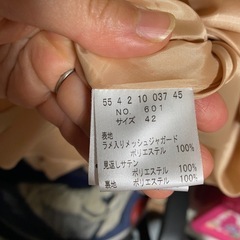 55 4 2 10 037 45
NO 601
サイズ 42
表地
ラメ入りメッシュジャガード
ポリエステル 100%
見返しサテン
ポリエステル 100%
裏地 ポリエステル 100%